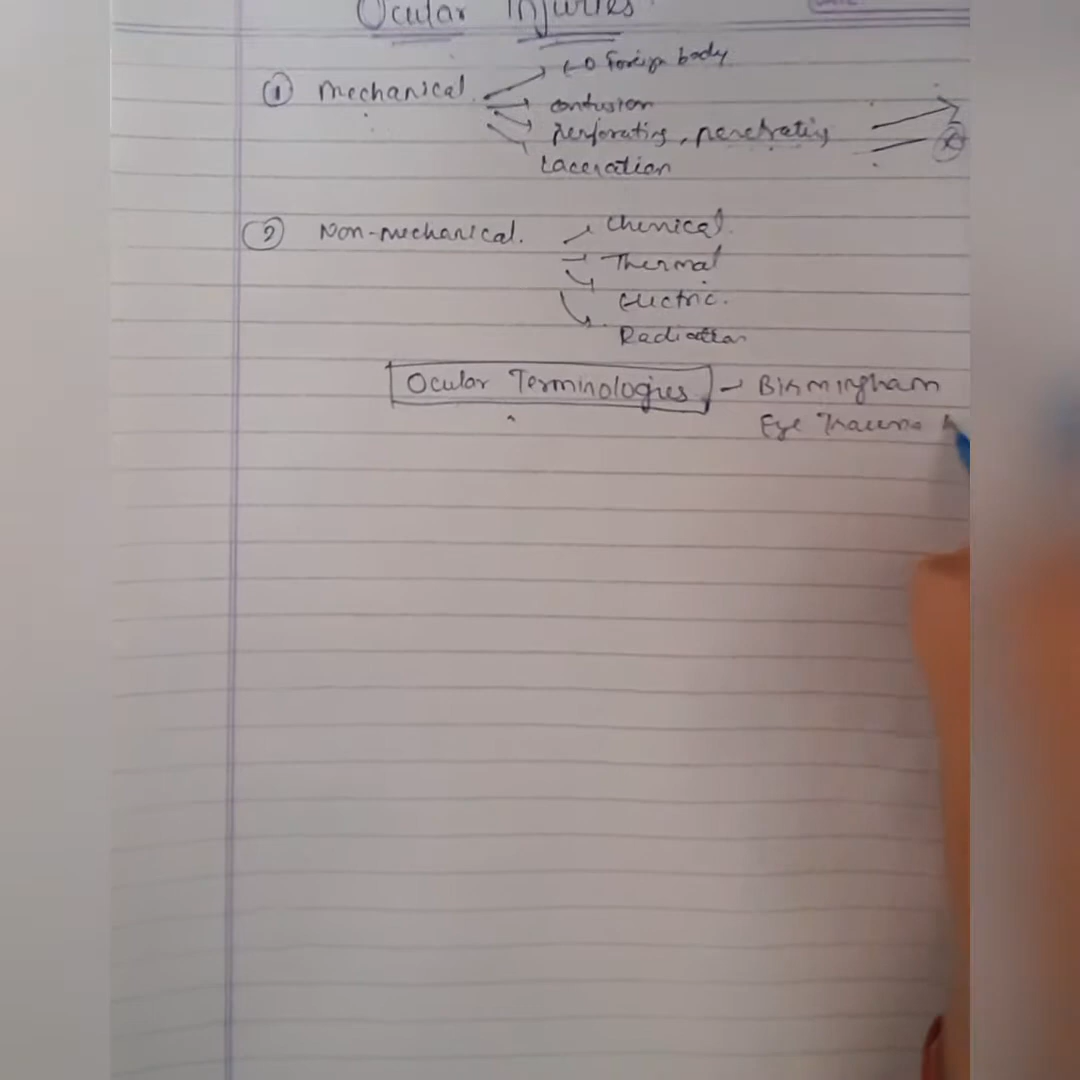 Ocular Injuries
① Mechanical
I-O Foreign body
contusion
perforating, penetrating
Laceration
② Non-mechanical.
Chemical.
Thermal
Electric.
Radiation
Ocular Terminologies - Birmingham
Eye Trauma